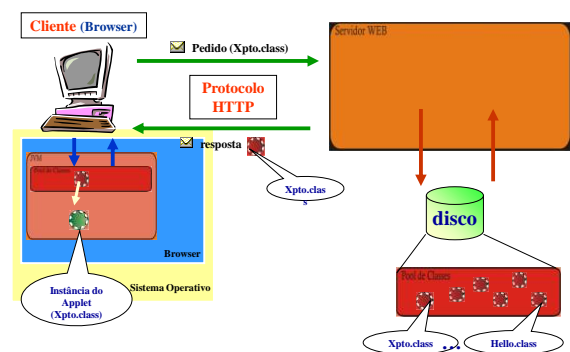 Cliente (Browser)
Servidor WEB
Pedido (Xpto.class)
Protocolo
HTTP
resposta
Xpto.clas
s
JVM
Pool de Classes
Browser
Sistema Operativo
Instância do
Applet
(Xpto.class)
disco
Pool de Classes
Xpto.class
...
Hello.class